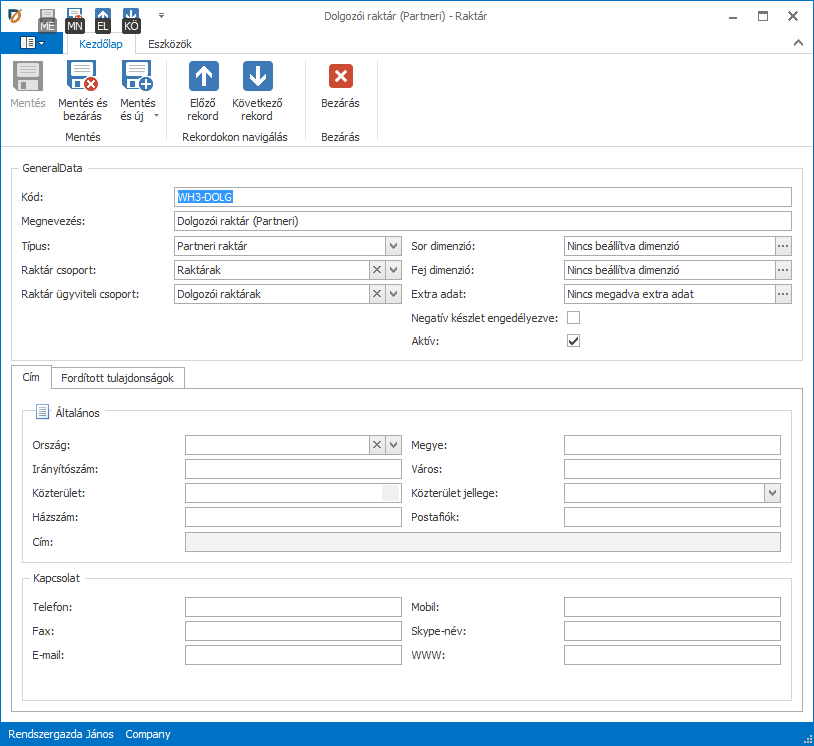 Dolgozói raktár (Partneri) - Raktár
ME MN EL KÖ
Kezdőlap Eszközök
Mentés
Mentés és bezárás
Mentés és új
Előző rekord
Következő rekord
Bezárás
Mentés Rekordokon navigálás Bezárás
GeneralData
Kód: WH3-DOLG
Megnevezés: Dolgozói raktár (Partneri)
Típus: Partneri raktár Sor dimenzió: Nincs beállítva dimenzió
Raktár csoport: Raktárak Fej dimenzió: Nincs beállítva dimenzió
Raktár ügyviteli csoport: Dolgozói raktárak Extra adat: Nincs megadva extra adat
Negatív készlet engedélyezve:
Aktív:
Cím Fordított tulajdonságok
Általános
Ország: Megye:
Irányítószám: Város:
Közterület: Közterület jellege:
Házszám: Postafiók:
Cím:
Kapcsolat
Telefon: Mobil:
Fax: Skype-név:
E-mail: WWW:
Rendszergazda János Company